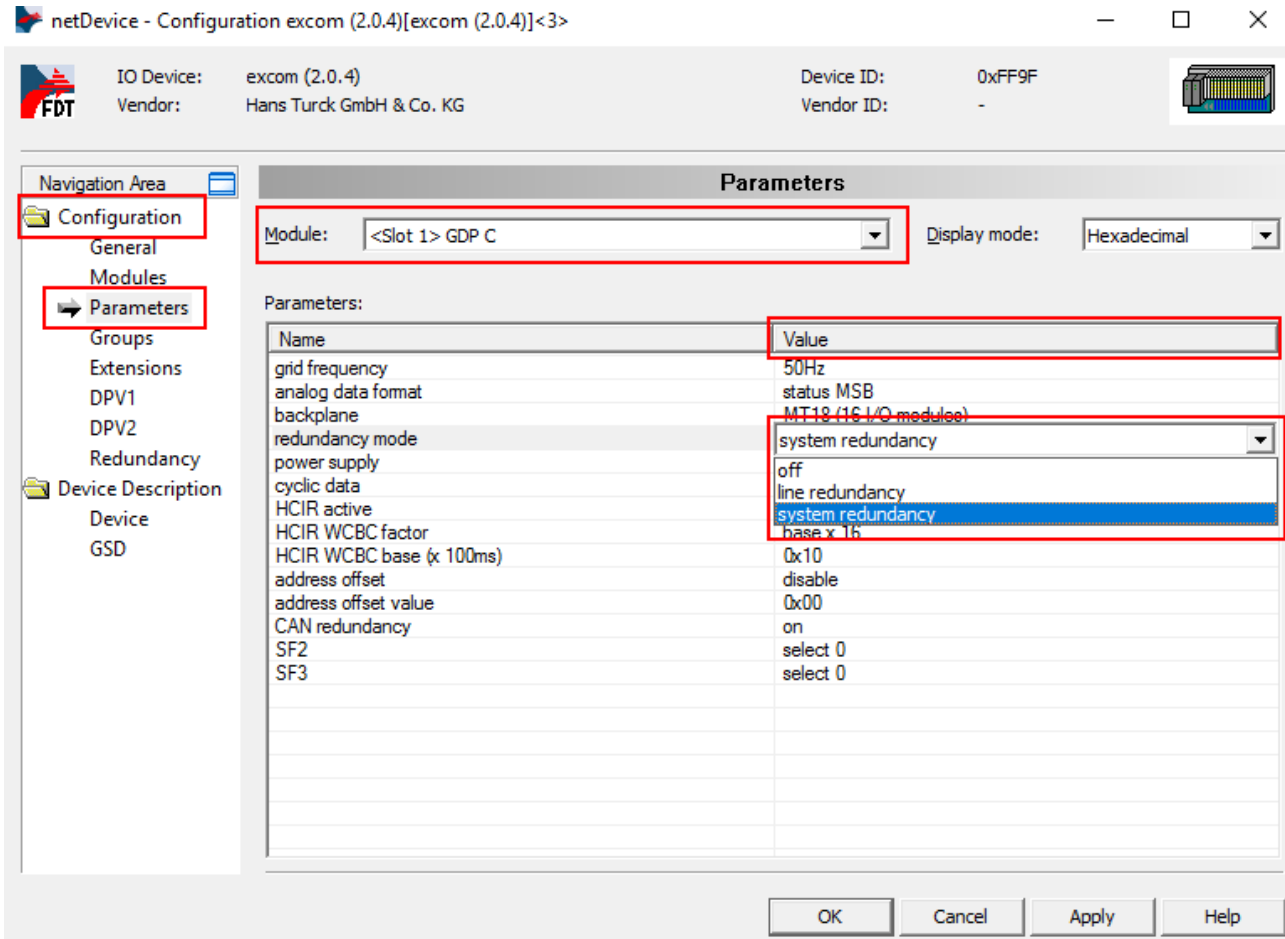 netDevice - Configuration excom (2.0.4)[excom (2.0.4)]<3>
IO Device: excom (2.0.4) Device ID: 0xFF9F
Vendor: Hans Turck GmbH & Co. KG Vendor ID: -
FDT
Navigation Area
Configuration
General
Modules
Parameters
Groups
Extensions
DPV1
DPV2
Redundancy
Device Description
Device
GSD
Parameters
Module: <Slot 1> GDP C Display mode: Hexadecimal
Parameters:
Name Value
grid frequency 50Hz
analog data format status MSB
backplane MT18 (16 I/O modules)
redundancy mode system redundancy
power supply off
cyclic data line redundancy
HCIR active system redundancy
HCIR WCBC factor base x 16
HCIR WCBC base (x 100ms) 0x10
address offset disable
address offset value 0x00
CAN redundancy on
SF2 select 0
SF3 select 0
OK Cancel Apply Help